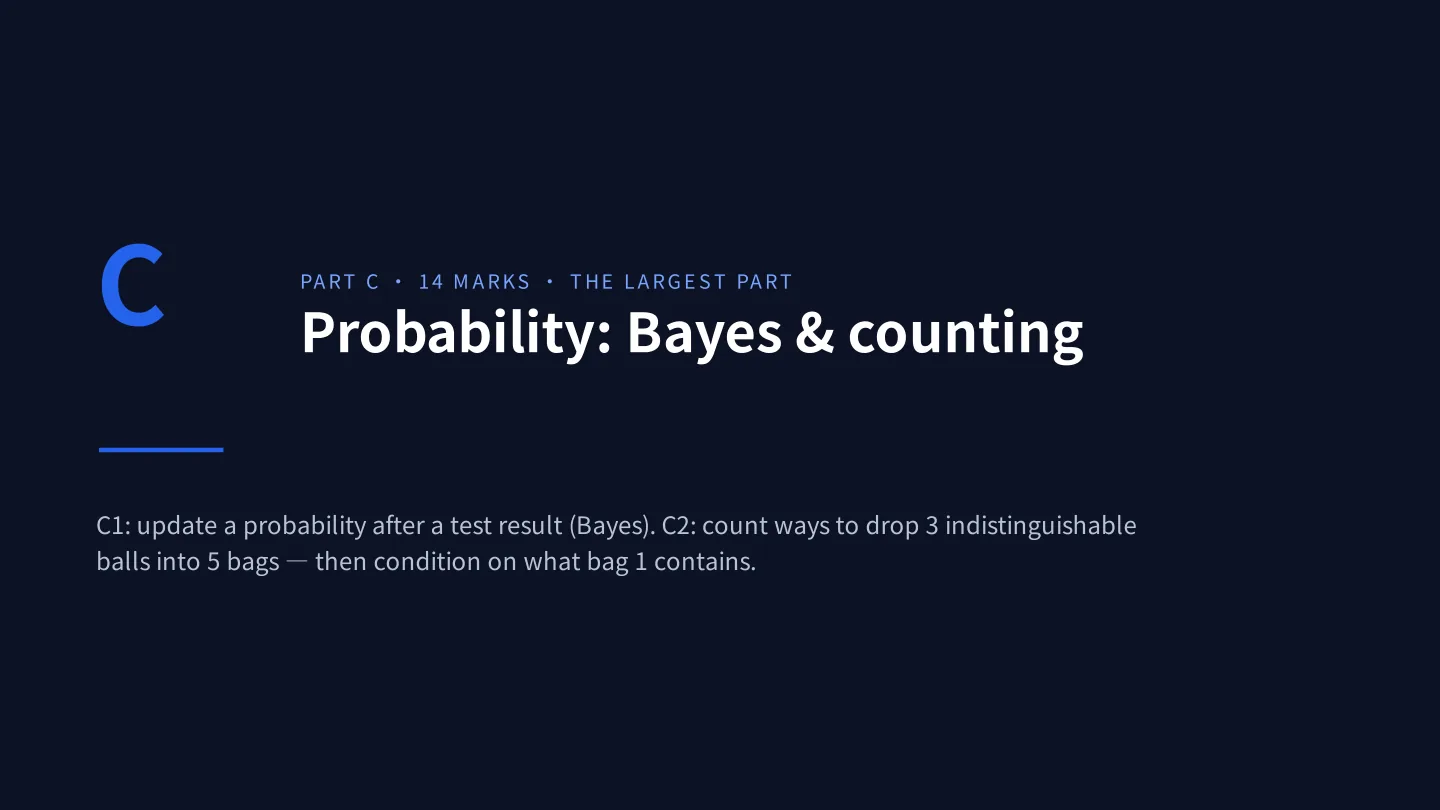 C
PART C • 14 MARKS • THE LARGEST PART
Probability: Bayes & counting
C1: update a probability after a test result (Bayes). C2: count ways to drop 3 indistinguishable
balls into 5 bags — then condition on what bag 1 contains.